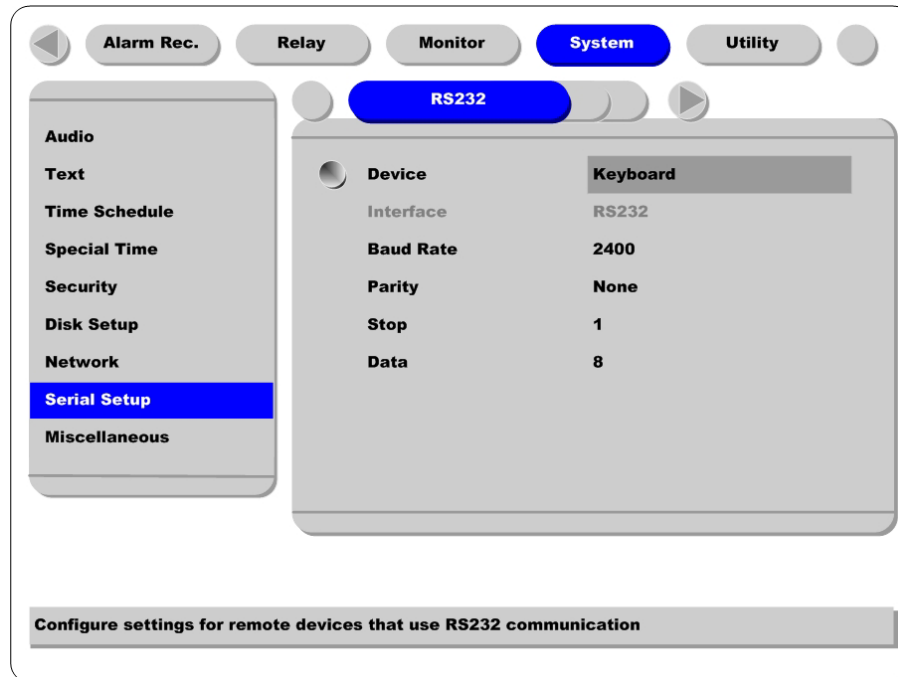 Alarm Rec. Relay Monitor System Utility
RS232
Audio
Text
Time Schedule
Special Time
Security
Disk Setup
Network
Serial Setup
Miscellaneous
Device Keyboard
Interface RS232
Baud Rate 2400
Parity None
Stop 1
Data 8
Configure settings for remote devices that use RS232 communication